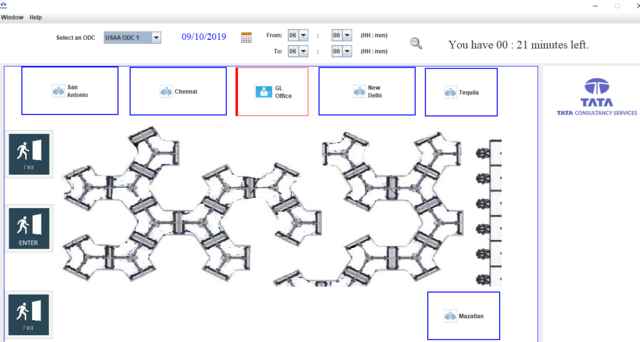 Window Help
Select an ODC
USAA ODC 1
09/10/2019
From:
06
:
00
(HH : mm)
To:
06
:
00
(HH : mm)
You have 00 : 21 minutes left.
San
Antonio
Chennai
GL
Office
New
Delhi
Tequila
TATA
TATA CONSULTANCY SERVICES
ENTER
Mazatlan